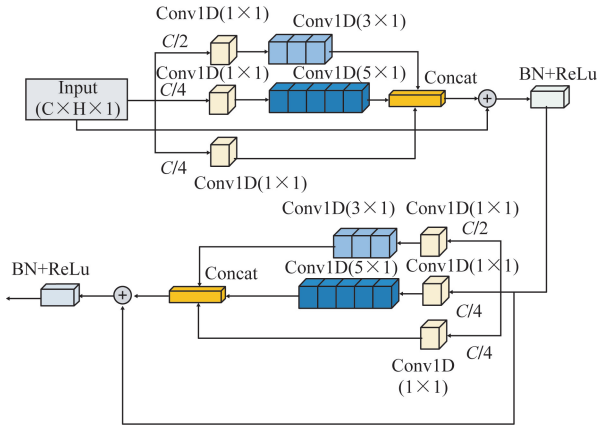 Conv1D(1×1)
Conv1D(3×1)
C/2
Conv1D(1×1)
Conv1D(5×1)
Concat
BN+ReLu
Input
(C×H×1)
C/4
+
C/4
Conv1D(1×1)
Conv1D(3×1)
Conv1D(1×1)
C/2
BN+ReLu
Concat
Conv1D(5×1)
Conv1D(1×1)
+
C/4
C/4
Conv1D
(1×1)